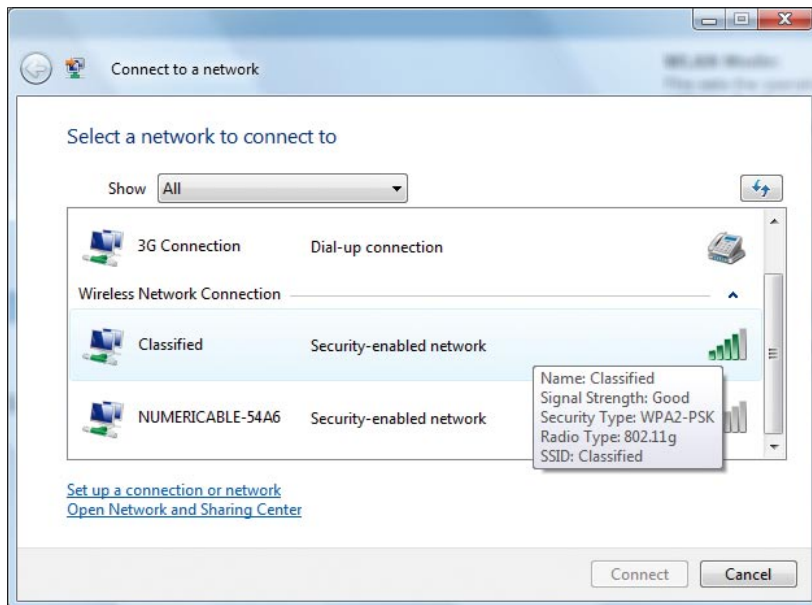 Connect to a network
WLAN Mode:
Select a network to connect to
Show All
3G Connection Dial-up connection
Wireless Network Connection
Classified Security-enabled network
Name: Classified
Signal Strength: Good
Security Type: WPA2-PSK
Radio Type: 802.11g
SSID: Classified
NUMERICABLE-54A6 Security-enabled network
Set up a connection or network
Open Network and Sharing Center
Connect Cancel